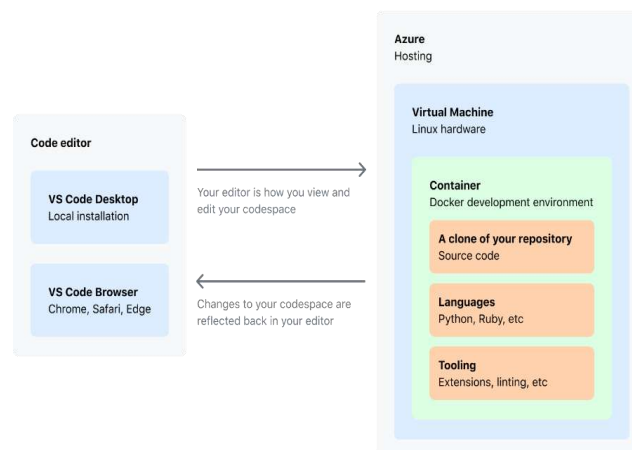 Code editor
VS Code Desktop
Local installation
VS Code Browser
Chrome, Safari, Edge
Your editor is how you view and
edit your codespace
Changes to your codespace are
reflected back in your editor
Azure
Hosting
Virtual Machine
Linux hardware
Container
Docker development environment
A clone of your repository
Source code
Languages
Python, Ruby, etc
Tooling
Extensions, linting, etc